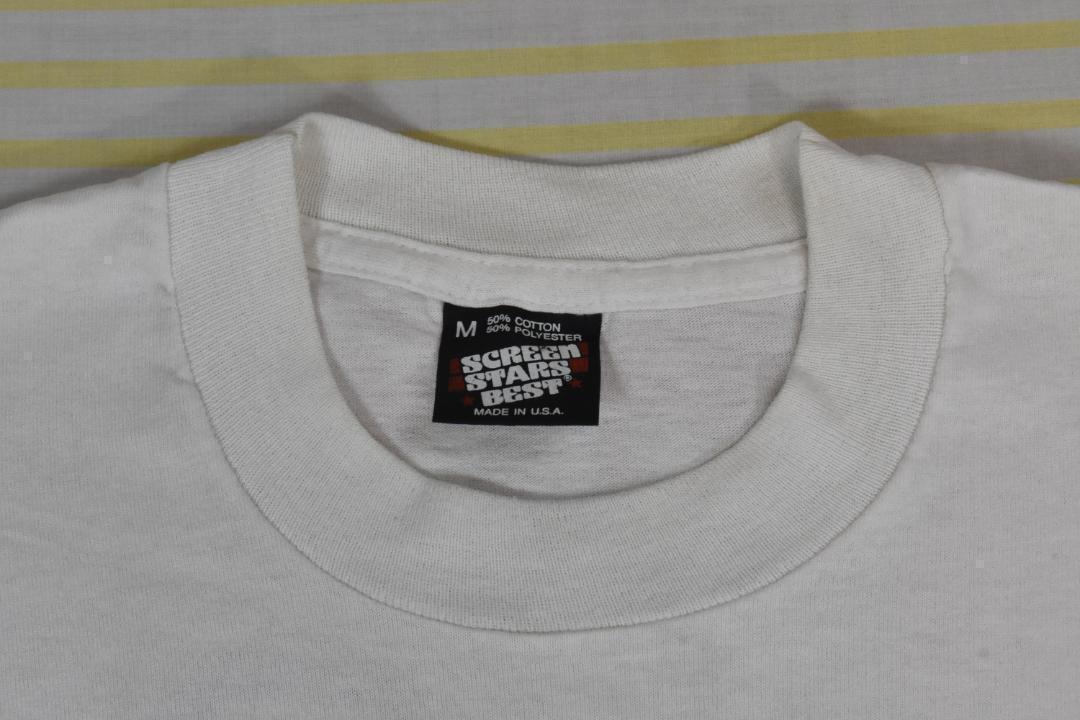 M 50% COTTON
50% POLYESTER
SCREEN
STARS
BEST®
MADE IN U.S.A.